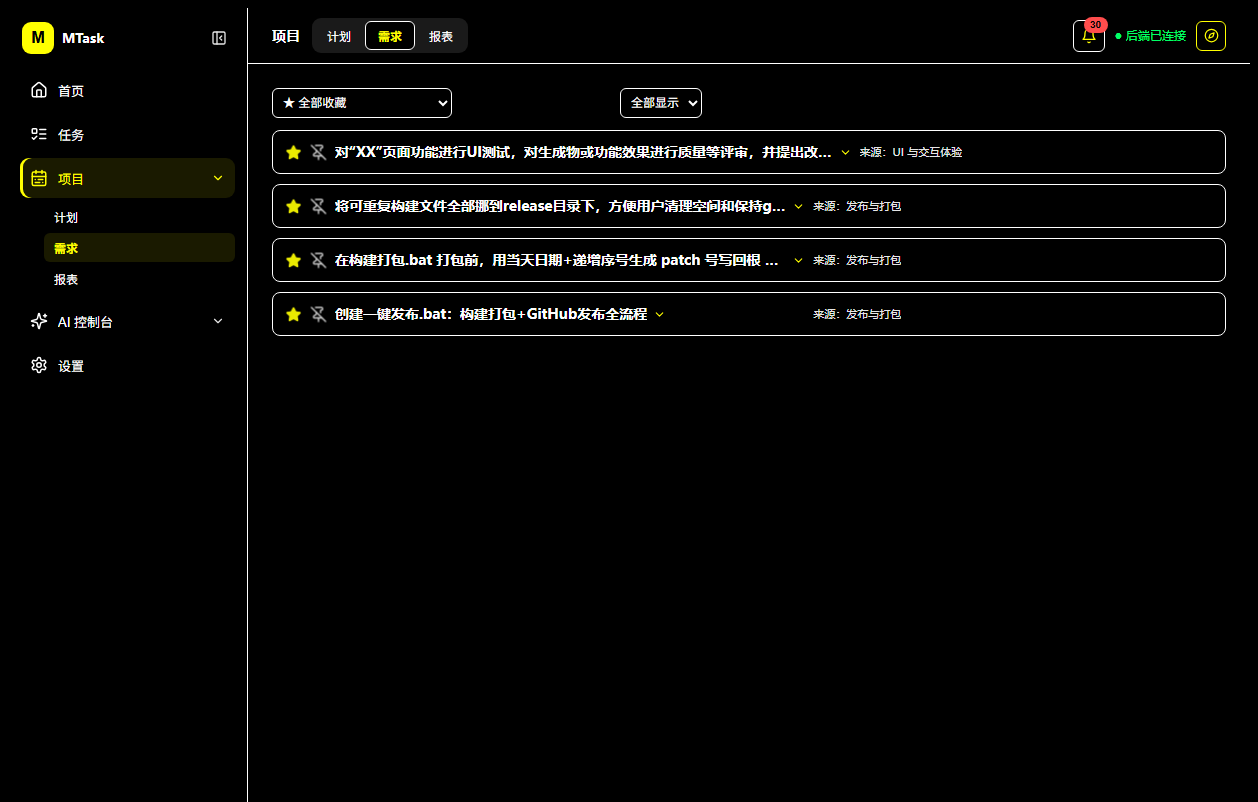 M MTask
首页
任务
项目
计划
需求
报表
AI 控制台
设置
项目 计划 需求 报表
30
后端已连接
★ 全部收藏 全部显示
对“XX”页面功能进行UI测试，对生成物或功能效果进行质量等评审，并提出改... 来源：UI 与交互体验
将可重复构建文件全部挪到release目录下，方便用户清理空间和保持g... 来源：发布与打包
在构建打包.bat 打包前，用当天日期+递增序号生成 patch 号写回根 ... 来源：发布与打包
创建一键发布.bat：构建打包+GitHub发布全流程 来源：发布与打包